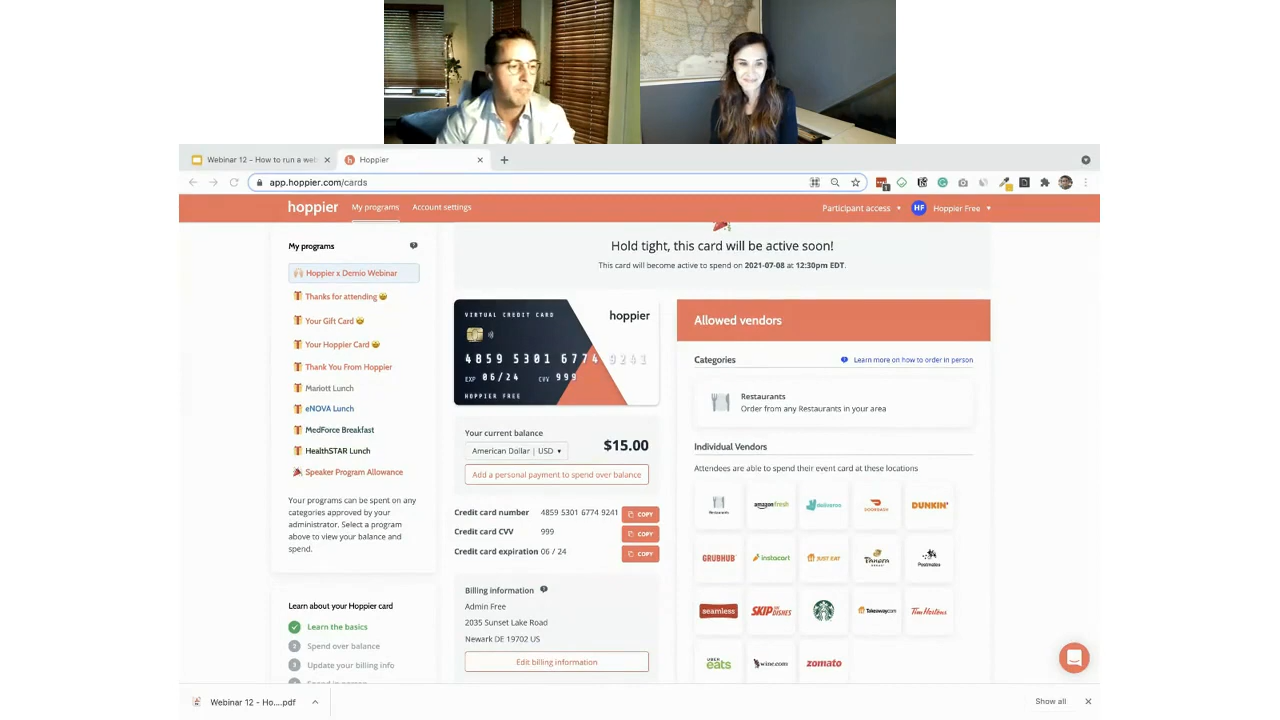 Webinar 12 - How to run a web
Hoppier
app.hoppier.com/cards
hoppier
My programs
Account settings
Participant access
HF
Hoppier Free
My programs
Hoppier x Demio Webinar
Thanks for attending
Your Gift Card
Your Hoppier Card
Thank You From Hoppier
Mariott Lunch
eNOVA Lunch
MedForce Breakfast
HealthSTAR Lunch
Speaker Program Allowance
Your programs can be spent on any
categories approved by your
administrator. Select a program
above to view your balance and
spend.
Learn about your Hoppier card
Learn the basics
2 Spend over balance
3 Update your billing info
Spend in person
Hold tight, this card will be active soon!
This card will become active to spend on 2021-07-08 at 12:30pm EDT.
VIRTUAL CREDIT CARD
hoppier
4859 5301 6774 9241
EXP 06/24 CVV 999
HOPPIER FREE
Your current balance
American Dollar | USD
$15.00
Add a personal payment to spend over balance
Credit card number 4859 5301 6774 9241 COPY
Credit card CVV 999 COPY
Credit card expiration 06 / 24 COPY
Billing information
Admin Free
2035 Sunset Lake Road
Newark DE 19702 US
Edit billing information
Allowed vendors
Categories
Learn more on how to order in person
Restaurants
Order from any Restaurants in your area
Individual Vendors
Attendees are able to spend their event card at these locations
Restaurants
amazonfresh
deliveroo
DOORDASH
DUNKIN'
GRUBHUB
instacart
JUST EAT
Panera
Postmates
seamless
SKIP THE DISHES
Takeaway.com
Tim Hortons
Uber eats
wine.com
zomato
Webinar 12 - Ho....pdf
Show all